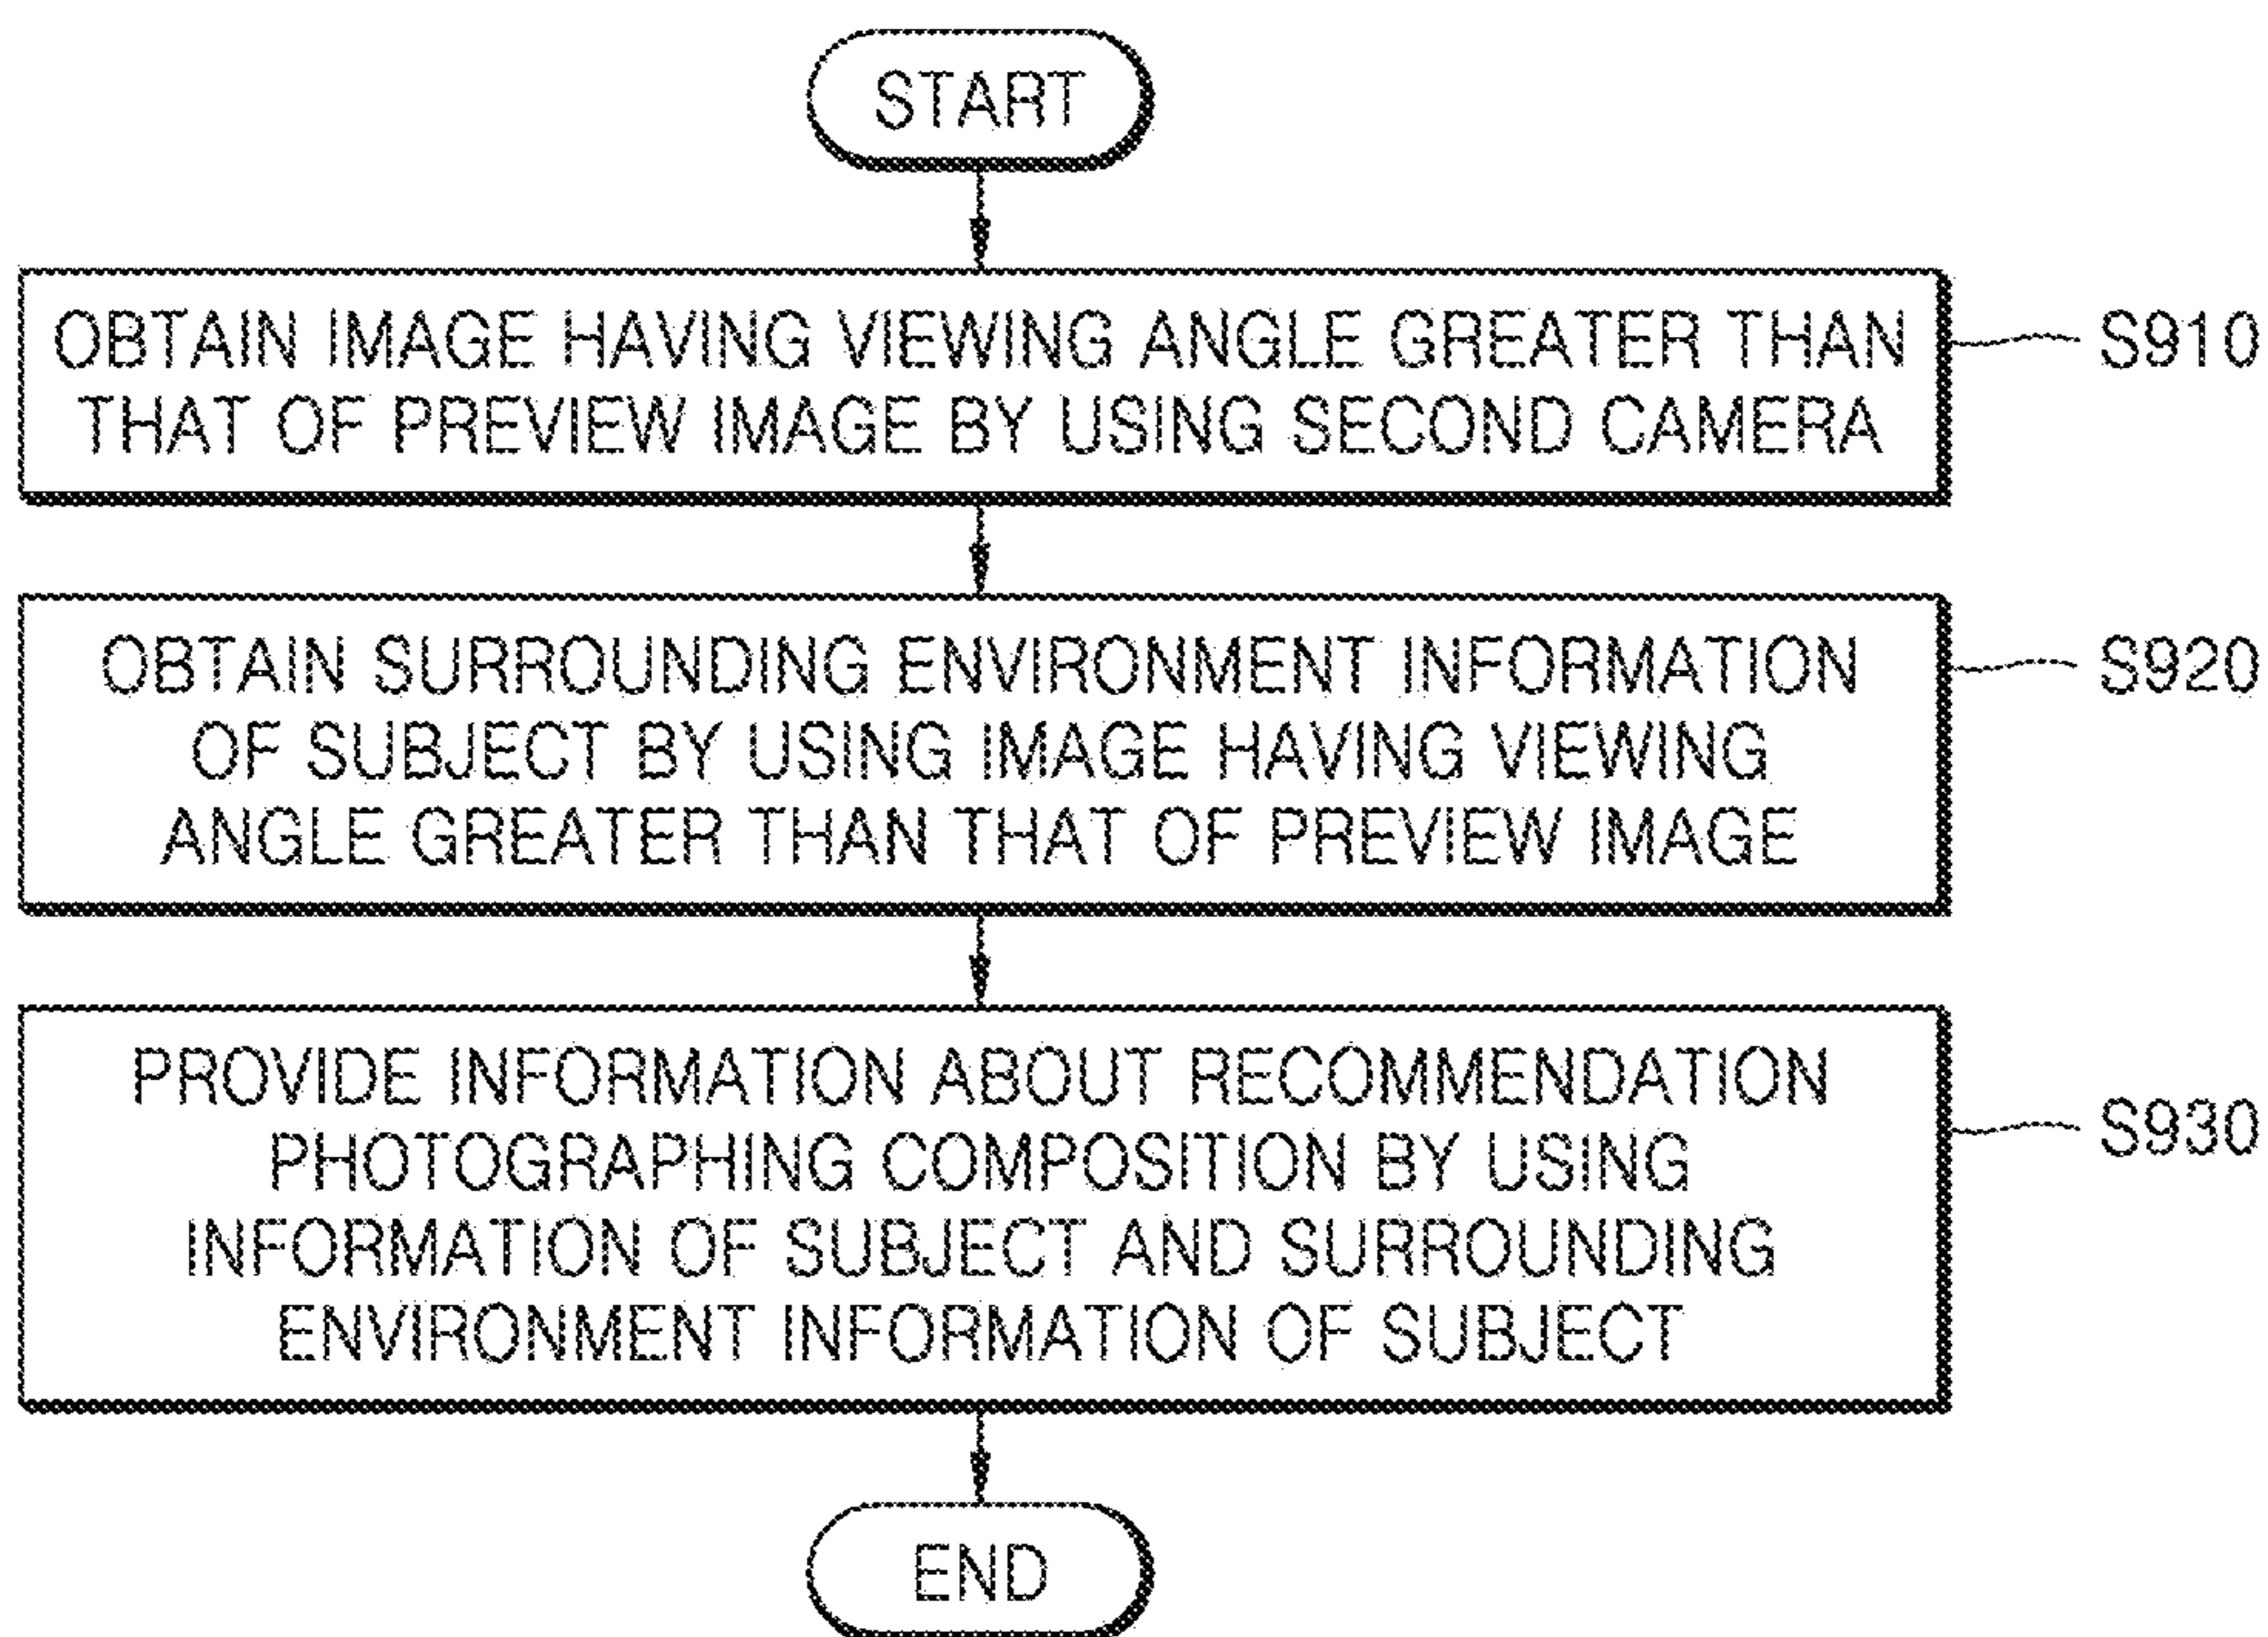 START
OBTAIN IMAGE HAVING VIEWING ANGLE GREATER THAN
THAT OF PREVIEW IMAGE BY USING SECOND CAMERA
S910
OBTAIN SURROUNDING ENVIRONMENT INFORMATION
OF SUBJECT BY USING IMAGE HAVING VIEWING
ANGLE GREATER THAN THAT OF PREVIEW IMAGE
S920
PROVIDE INFORMATION ABOUT RECOMMENDATION
PHOTOGRAPHING COMPOSITION BY USING
INFORMATION OF SUBJECT AND SURROUNDING
ENVIRONMENT INFORMATION OF SUBJECT
S930
END